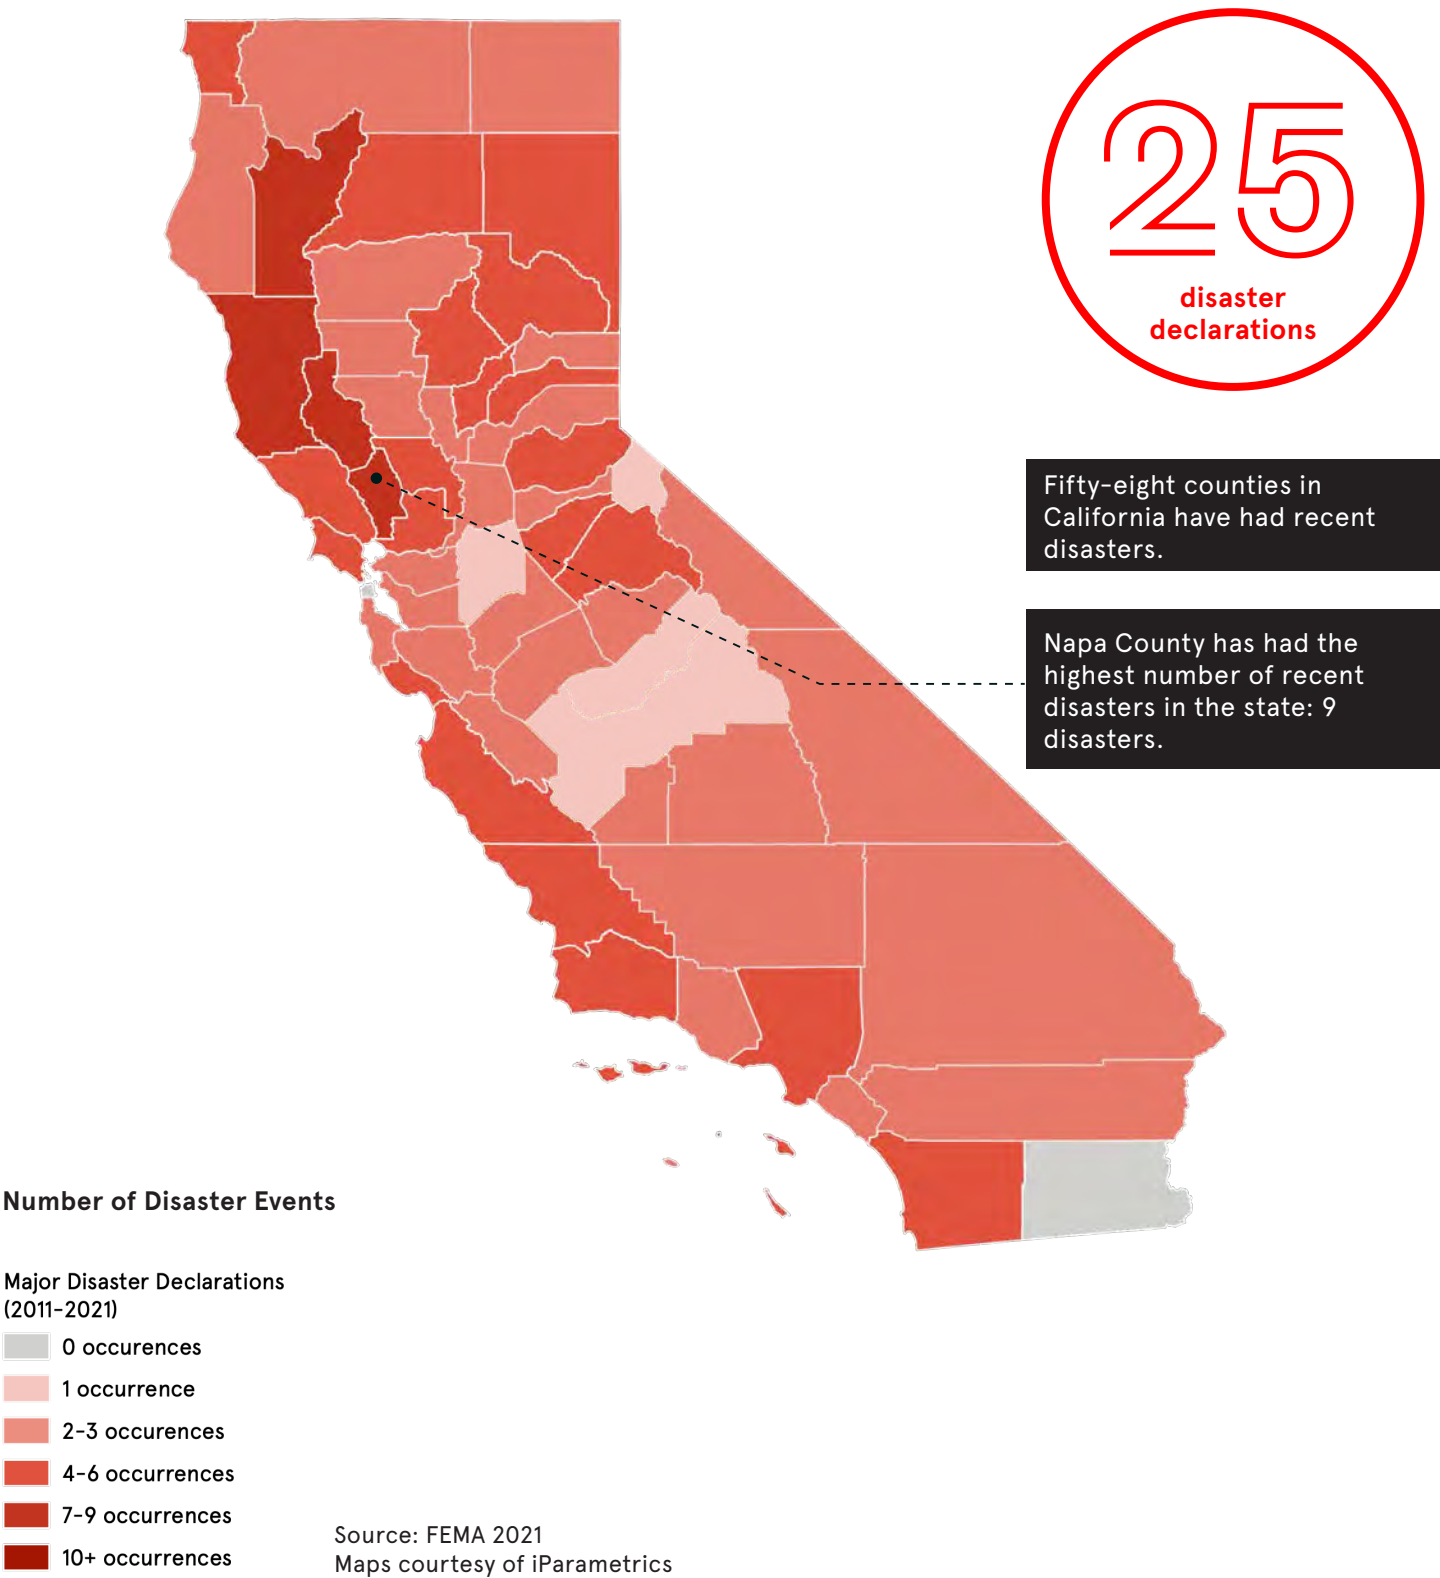 25
disaster
declarations
Fifty-eight counties in
California have had recent
disasters.
Napa County has had the
highest number of recent
disasters in the state: 9
disasters.
Number of Disaster Events
Major Disaster Declarations
(2011-2021)
0 occurences
1 occurrence
2-3 occurences
4-6 occurrences
7-9 occurrences
10+ occurrences
Source: FEMA 2021
Maps courtesy of iParametrics